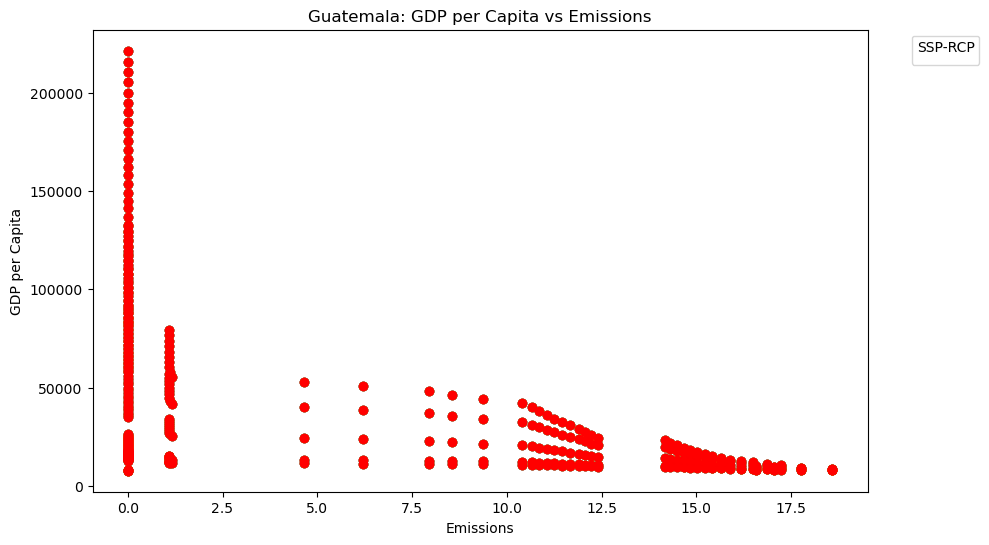 Guatemala: GDP per Capita vs Emissions
SSP-RCP
GDP per Capita
200000
150000
100000
50000
0
0.0 2.5 5.0 7.5 10.0 12.5 15.0 17.5
Emissions